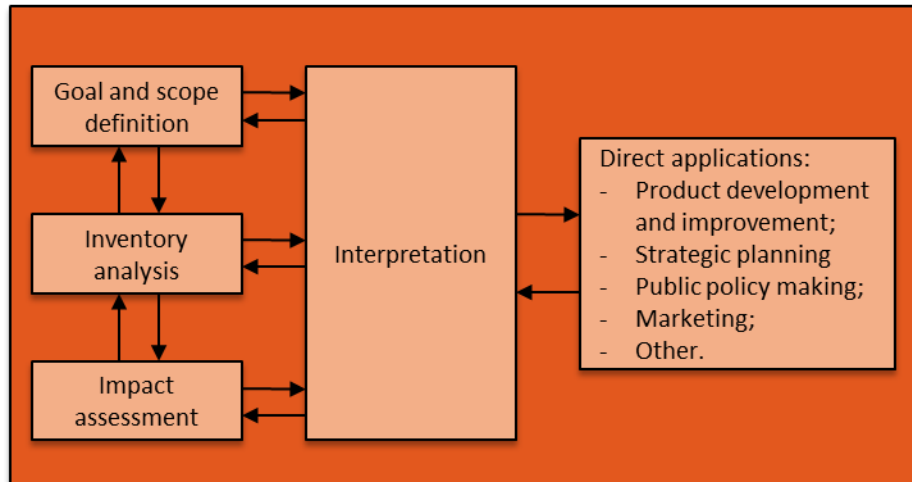 Goal and scope
definition
Inventory
analysis
Impact
assessment
Interpretation
Direct applications:
- Product development
and improvement;
- Strategic planning
- Public policy making;
- Marketing;
- Other.